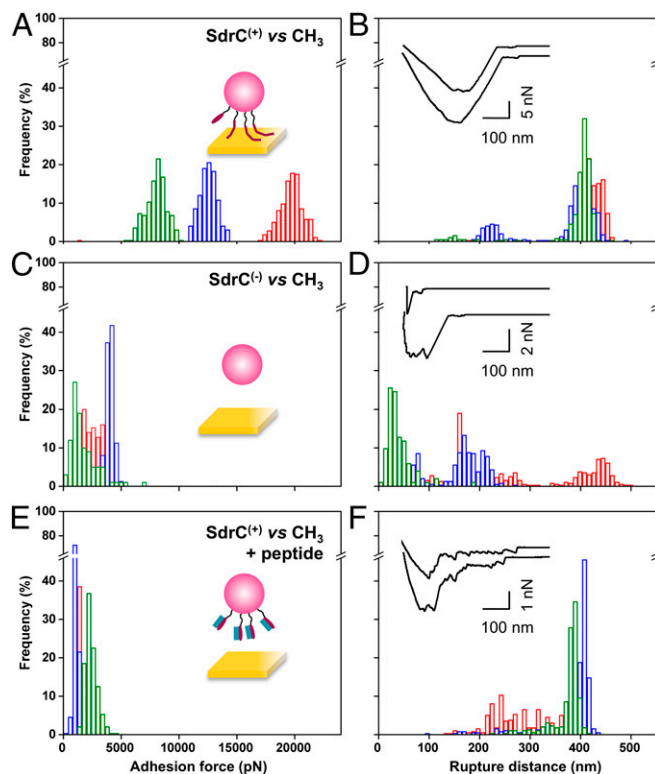 A
B
SdrC(+) vs CH3
Frequency (%)
100
80
60
40
30
20
10
0
5 nN
100 nm
C
D
SdrC(-) vs CH3
Frequency (%)
100
80
60
40
30
20
10
0
2 nN
100 nm
E
F
SdrC(+) vs CH3
+ peptide
Frequency (%)
100
80
60
40
30
20
10
0
1 nN
100 nm
0 5000 10000 15000 20000
0 100 200 300 400 500
Adhesion force (pN)
Rupture distance (nm)